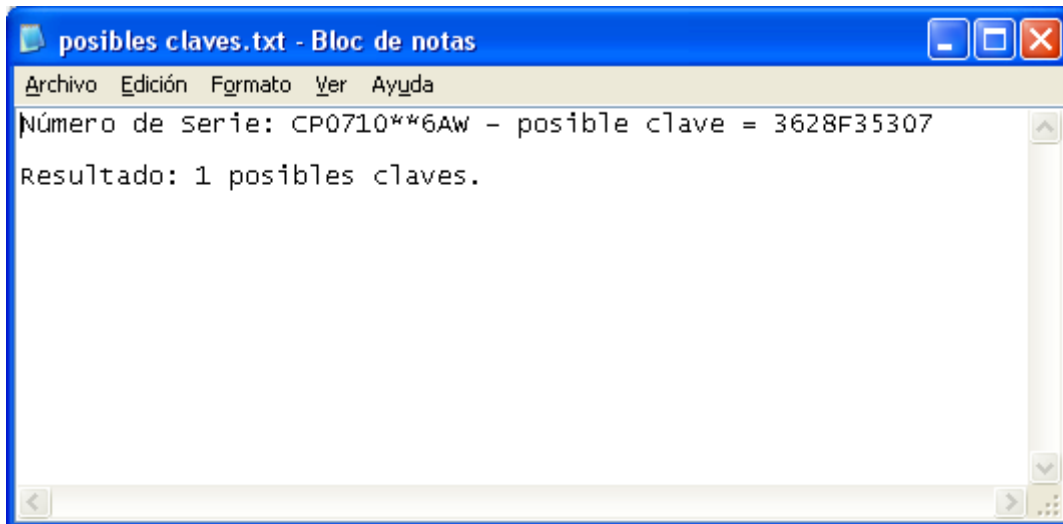 posibles claves.txt - Bloc de notas
Archivo Edición Formato Ver Ayuda
Número de Serie: CP0710**6AW - posible clave = 3628F35307
Resultado: 1 posibles claves.